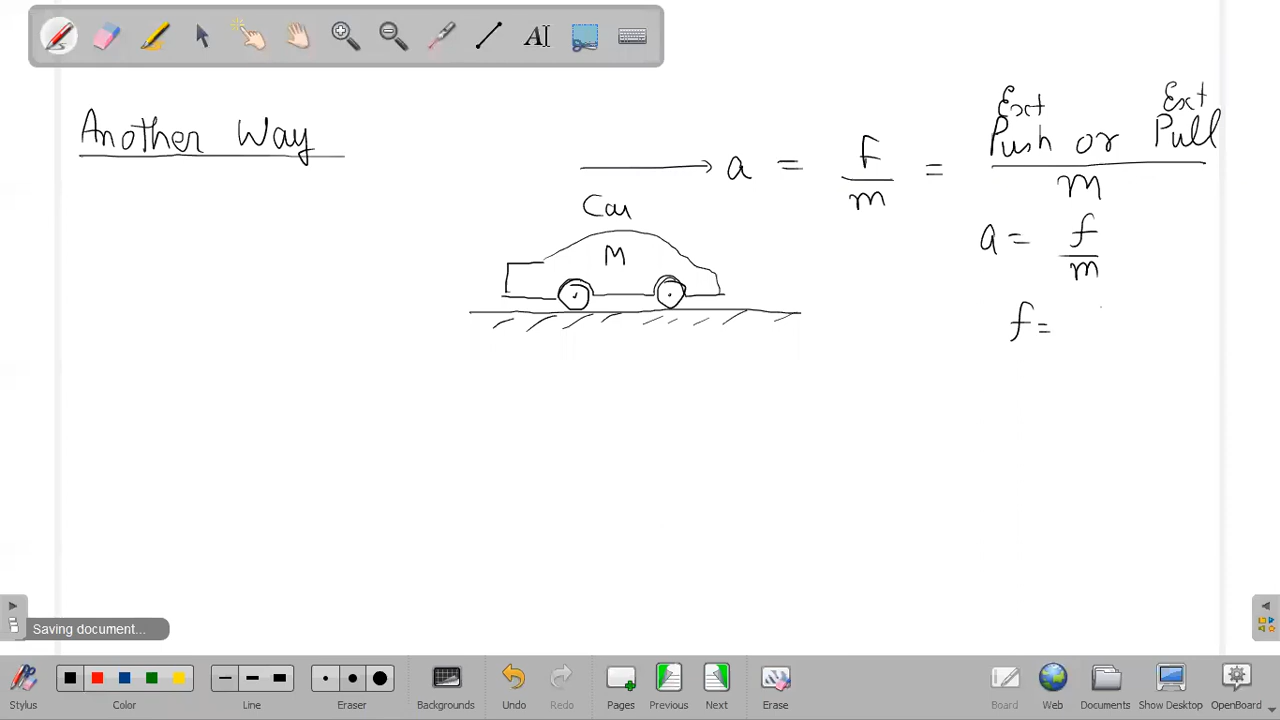 Another Way
Ext Ext
a = F/m = Push or Pull/m
Car
M
a = f/m
f =
Saving document...
Stylus
Color
Line
Eraser
Backgrounds
Undo
Redo
Pages
Previous
Next
Erase
Board
Web
Documents
Show Desktop
OpenBoard